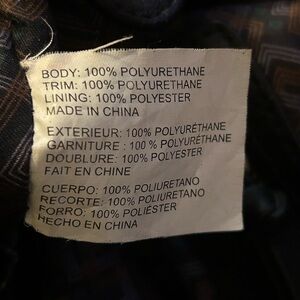 BODY: 100% POLYURETHANE
TRIM: 100% POLYURETHANE
LINING: 100% POLYESTER
MADE IN CHINA
EXTERIEUR: 100% POLYURÉTHANE
GARNITURE : 100% POLYURÉTHANE
DOUBLURE: 100% POLYESTER
FAIT EN CHINE
CUERPO: 100% POLIURETANO
RECORTE: 100% POLIURETANO
FORRO: 100% POLIÉSTER
HECHO EN CHINA